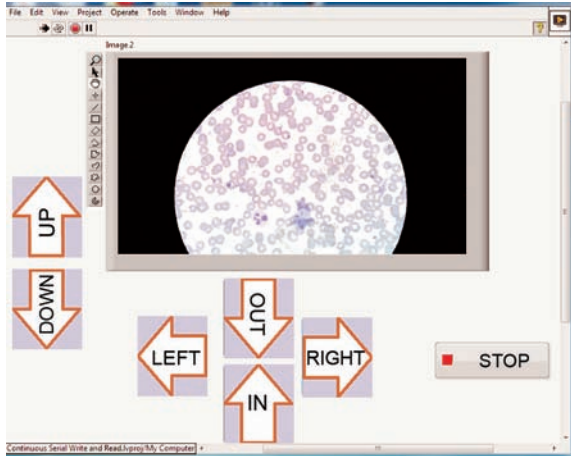 File Edit View Project Operate Tools Window Help
Image 2
UP
DOWN
OUT
LEFT
RIGHT
IN
STOP
Continuous Serial Write and Read.lvproj/My Computer